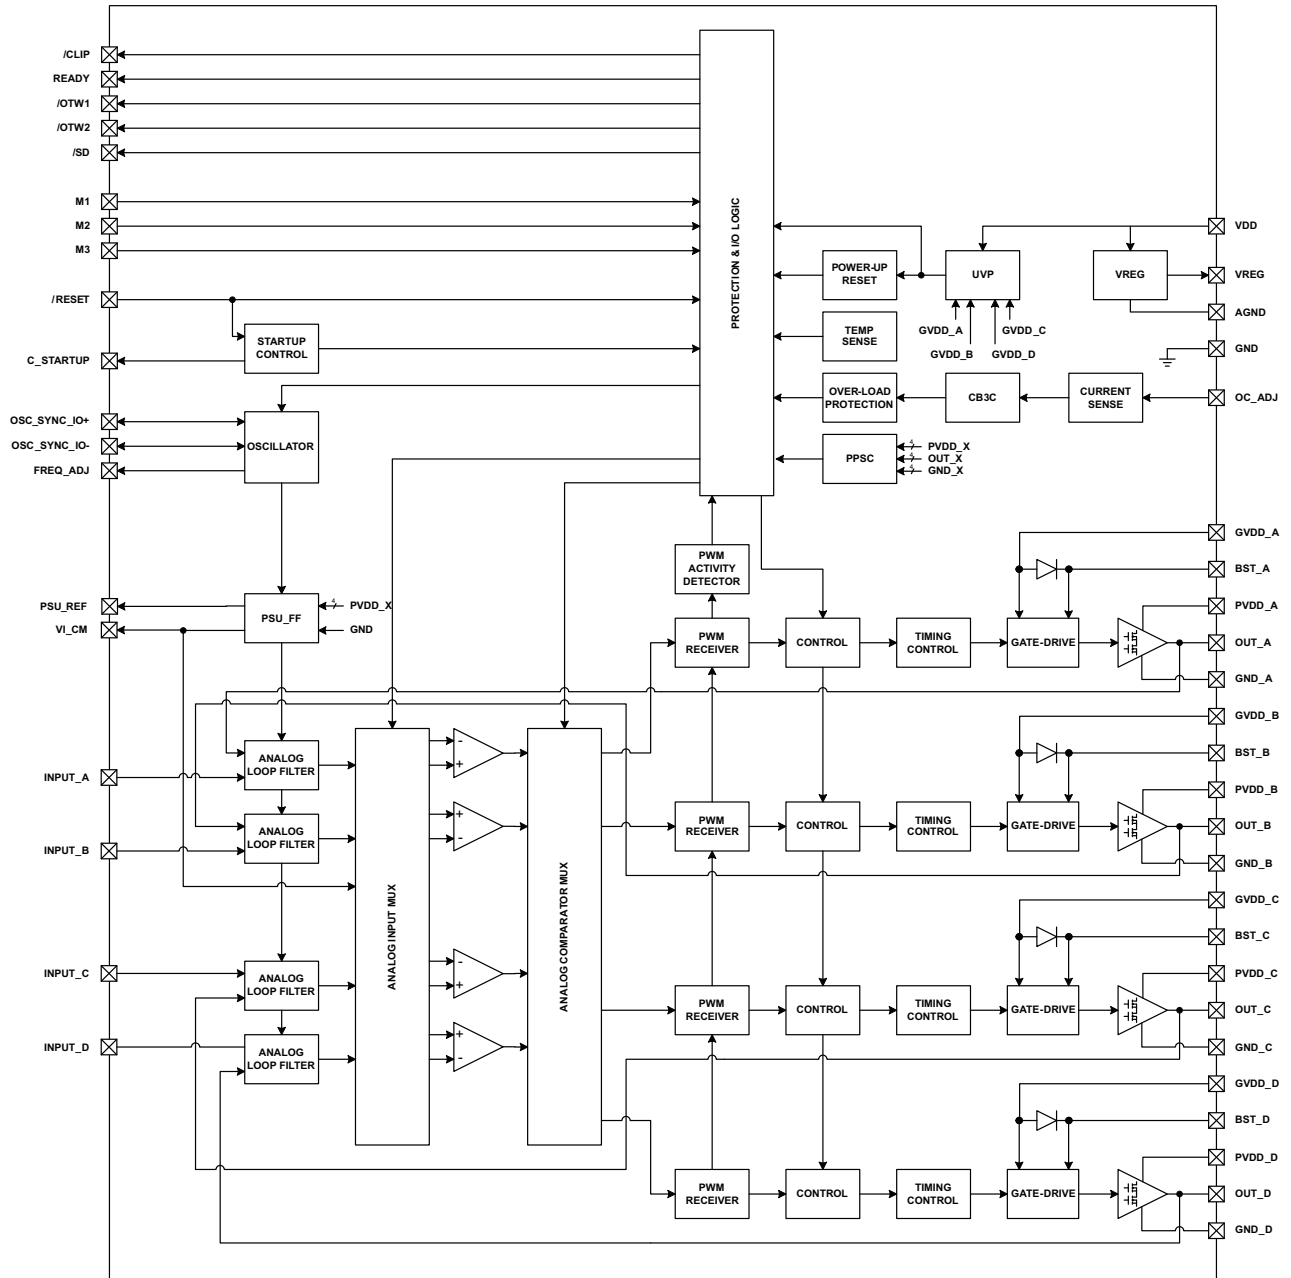 /CLIP
READY
/OTW1
/OTW2
/SD
M1
M2
M3
/RESET
C_STARTUP
OSC_SYNC_IO+
OSC_SYNC_IO-
FREQ_ADJ
PSU_REF
VI_CM
INPUT_A
INPUT_B
INPUT_C
INPUT_D
STARTUP
CONTROL
OSCILLATOR
PSU_FF
4
PVDD_X
GND
ANALOG
LOOP FILTER
ANALOG
LOOP FILTER
ANALOG
LOOP FILTER
ANALOG
LOOP FILTER
ANALOG INPUT MUX
-
+
+
-
-
+
+
-
ANALOG COMPARATOR MUX
PROTECTION & I/O LOGIC
POWER-UP
RESET
UVP
VREG
GVDD_A
GVDD_C
GVDD_B
GVDD_D
TEMP
SENSE
OVER-LOAD
PROTECTION
CB3C
CURRENT
SENSE
PPSC
4
PVDD_X
4
OUT_X
4
GND_X
PWM
ACTIVITY
DETECTOR
PWM
RECEIVER
CONTROL
TIMING
CONTROL
GATE-DRIVE
PWM
RECEIVER
CONTROL
TIMING
CONTROL
GATE-DRIVE
PWM
RECEIVER
CONTROL
TIMING
CONTROL
GATE-DRIVE
PWM
RECEIVER
CONTROL
TIMING
CONTROL
GATE-DRIVE
VDD
VREG
AGND
GND
OC_ADJ
GVDD_A
BST_A
PVDD_A
OUT_A
GND_A
GVDD_B
BST_B
PVDD_B
OUT_B
GND_B
GVDD_C
BST_C
PVDD_C
OUT_C
GND_C
GVDD_D
BST_D
PVDD_D
OUT_D
GND_D